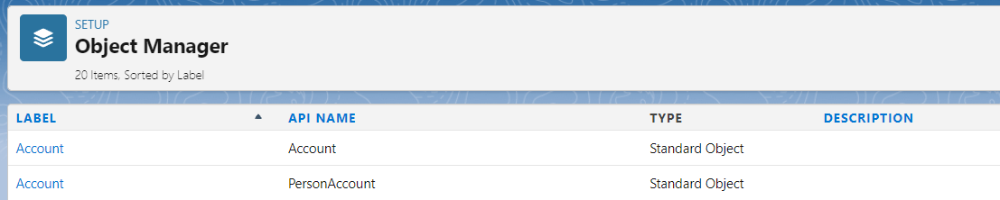 SETUP
Object Manager
20 Items, Sorted by Label
LABEL API NAME TYPE DESCRIPTION
Account Account Standard Object
Account PersonAccount Standard Object